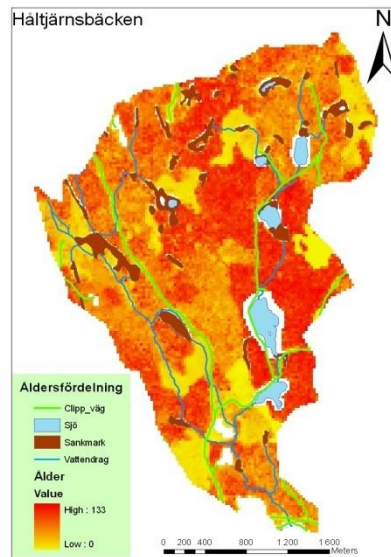 Håltjärnsbäcken
N
Åldersfördelning
Clipp_väg
Sjö
Sankmark
Vattendrag
Ålder
Value
High : 133
Low : 0
0 200 400 800 1 200 1 600
Meters